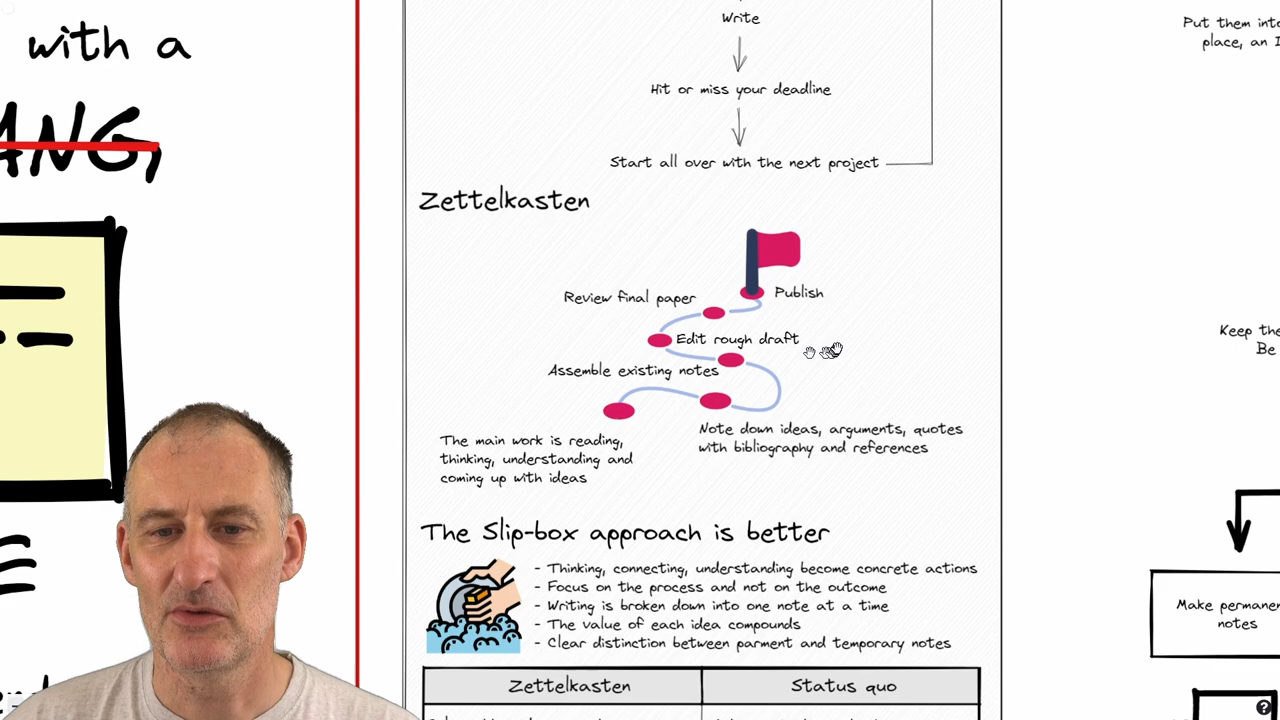 with a
Write
Hit or miss your deadline
Start all over with the next project
Zettelkasten
Publish
Review final paper
Edit rough draft
Assemble existing notes
Note down ideas, arguments, quotes
with bibliography and references
The main work is reading,
thinking, understanding and
coming up with ideas
The Slip-box approach is better
- Thinking, connecting, understanding become concrete actions
- Focus on the process and not on the outcome
- Writing is broken down into one note at a time
- The value of each idea compounds
- Clear distinction between parment and temporary notes
Zettelkasten
Status quo
Put them into
place, an I
Keep the
Be
Make permanen
notes
?